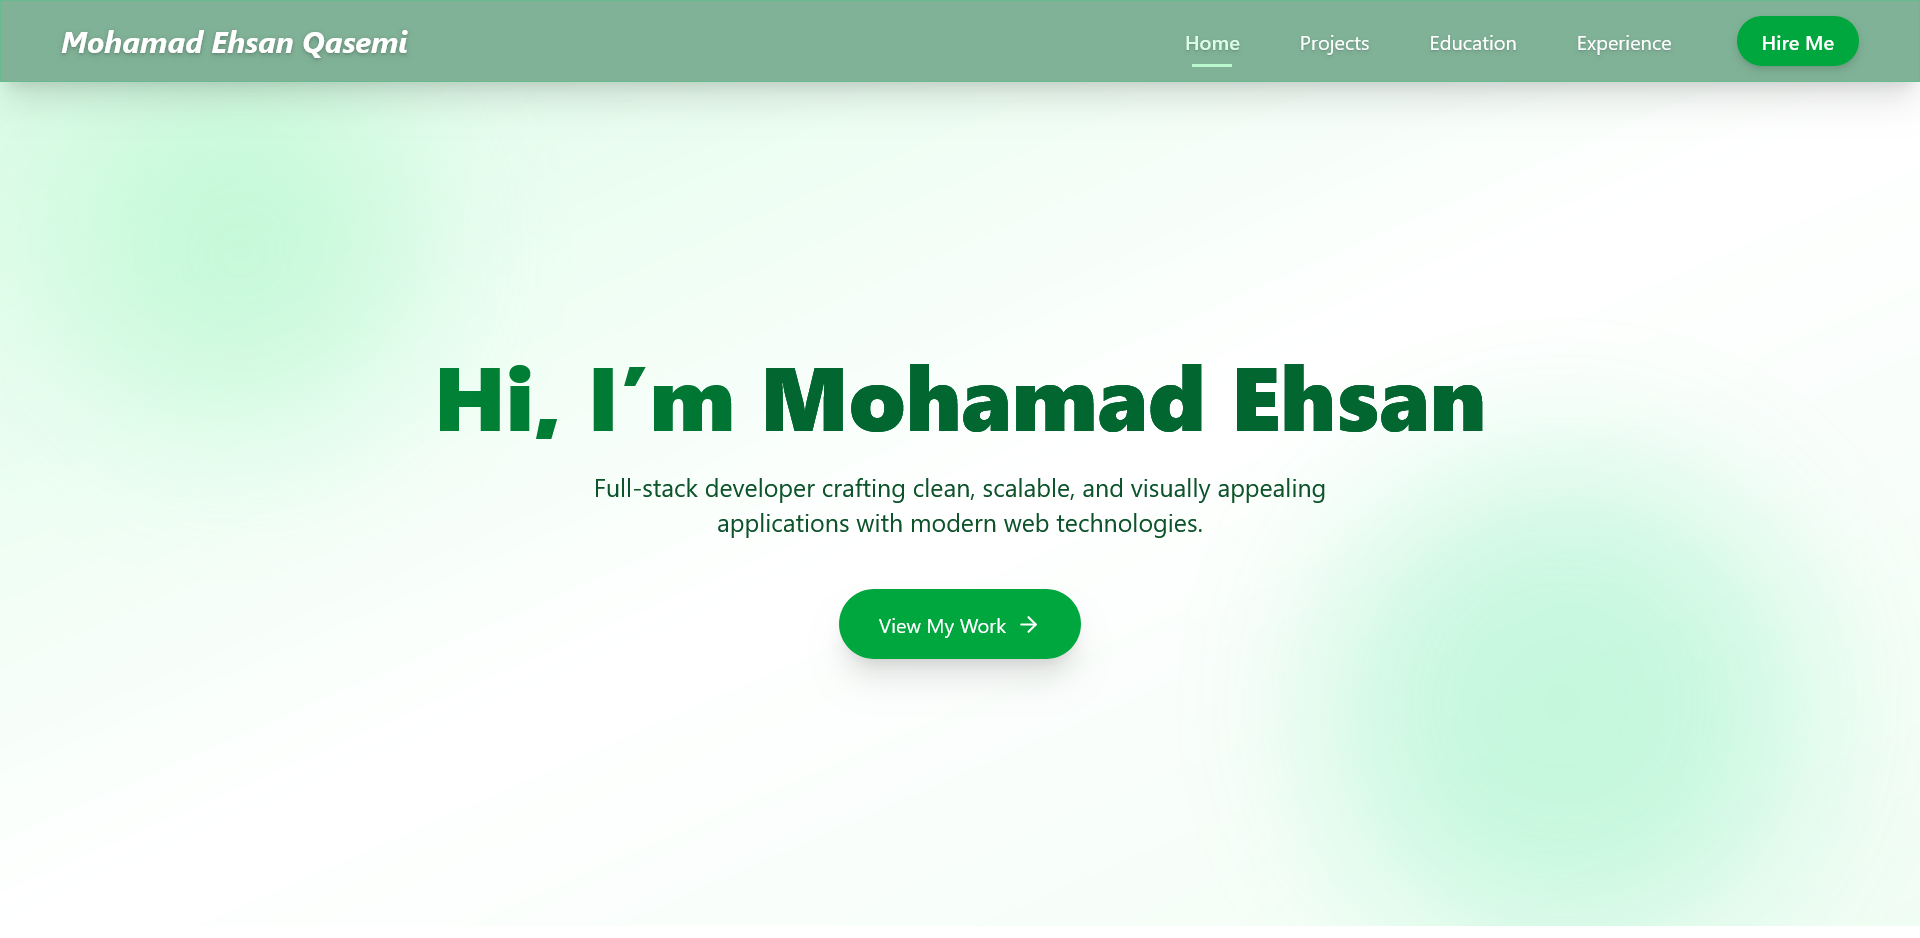 Mohamad Ehsan Qasemi
Home
Projects
Education
Experience
Hire Me
Hi, I´m Mohamad Ehsan
Full-stack developer crafting clean, scalable, and visually appealing
applications with modern web technologies.
View My Work →